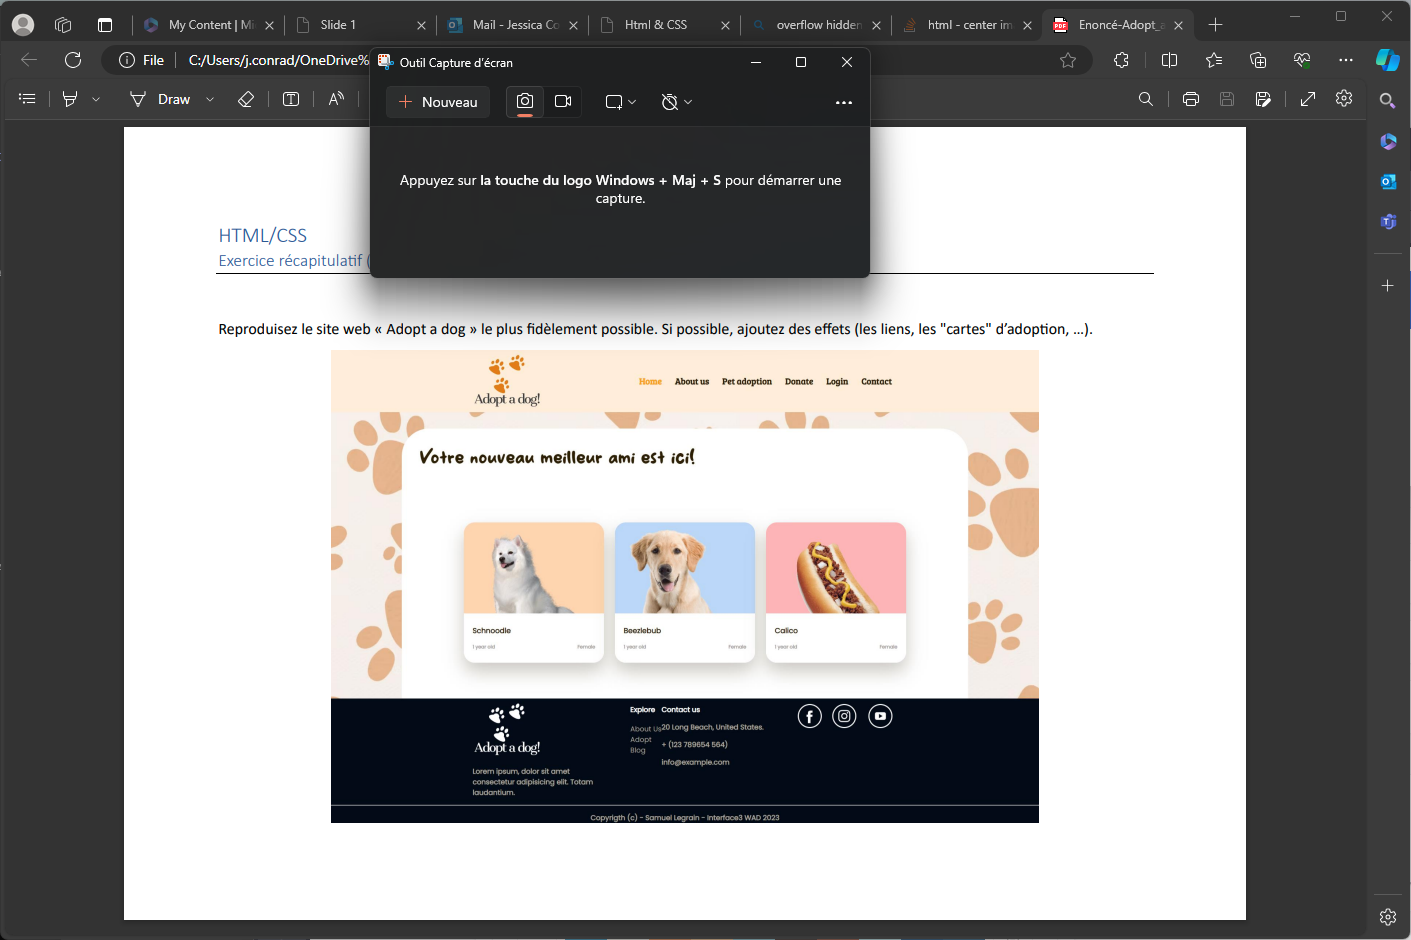 My Content | Mi
Slide 1
Mail - Jessica Co
Html & CSS
overflow hidden
html - center im
Enoncé-Adopt_a
File
C:/Users/j.conrad/OneDrive%
Outil Capture d'écran
Draw
Nouveau
Appuyez sur la touche du logo Windows + Maj + S pour démarrer une
capture.
HTML/CSS
Exercice récapitulatif (
Reproduisez le site web « Adopt a dog » le plus fidèlement possible. Si possible, ajoutez des effets (les liens, les "cartes" d'adoption, …).
Adopt a dog!
Home About us Pet adoption Donate Login Contact
Votre nouveau meilleur ami est ici!
Schnoodle
1 year old Female
Beezlebub
1 year old Female
Calico
1 year old Female
Adopt a dog!
Lorem ipsum, dolor sit amet
consectetur adipisicing elit. Totam
laudantium.
Explore
About Us
Adopt
Blog
Contact us
20 Long Beach, United States.
+ (123 789654 564)
info@example.com
Copyrigth (c) - Samuel Legrain - Interface3 WAD 2023